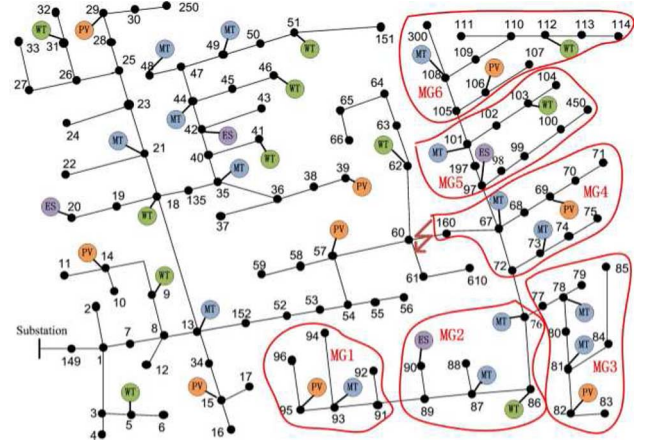 32
WT
29
PV
30
250
33
31
28
27
26
25
MT
48
47
MT
49
50
51
WT
151
23
24
44
MT
45
46
WT
43
42
ES
41
WT
40
MT
21
22
35
MT
36
38
39
PV
37
135
18
WT
19
20
ES
64
65
66
63
WT
62
60
61
610
PV
57
58
59
54
55
56
53
52
152
13
MT
34
PV
15
17
16
PV
14
11
10
WT
9
8
12
7
2
1
149
Substation
3
4
WT
5
6
300
111
110
112
113
114
WT
MT
108
109
107
PV
106
105
MG6
104
103
WT
450
102
100
101
MT
ES
197
99
98
97
MG5
71
70
MG4
69
PV
68
MT
67
160
75
74
MT
73
72
79
85
77
78
MT
76
MT
80
84
MT
81
MG3
PV
82
83
MG2
ES
90
88
MT
89
87
WT
86
94
MG1
96
92
PV
MT
95
93
91